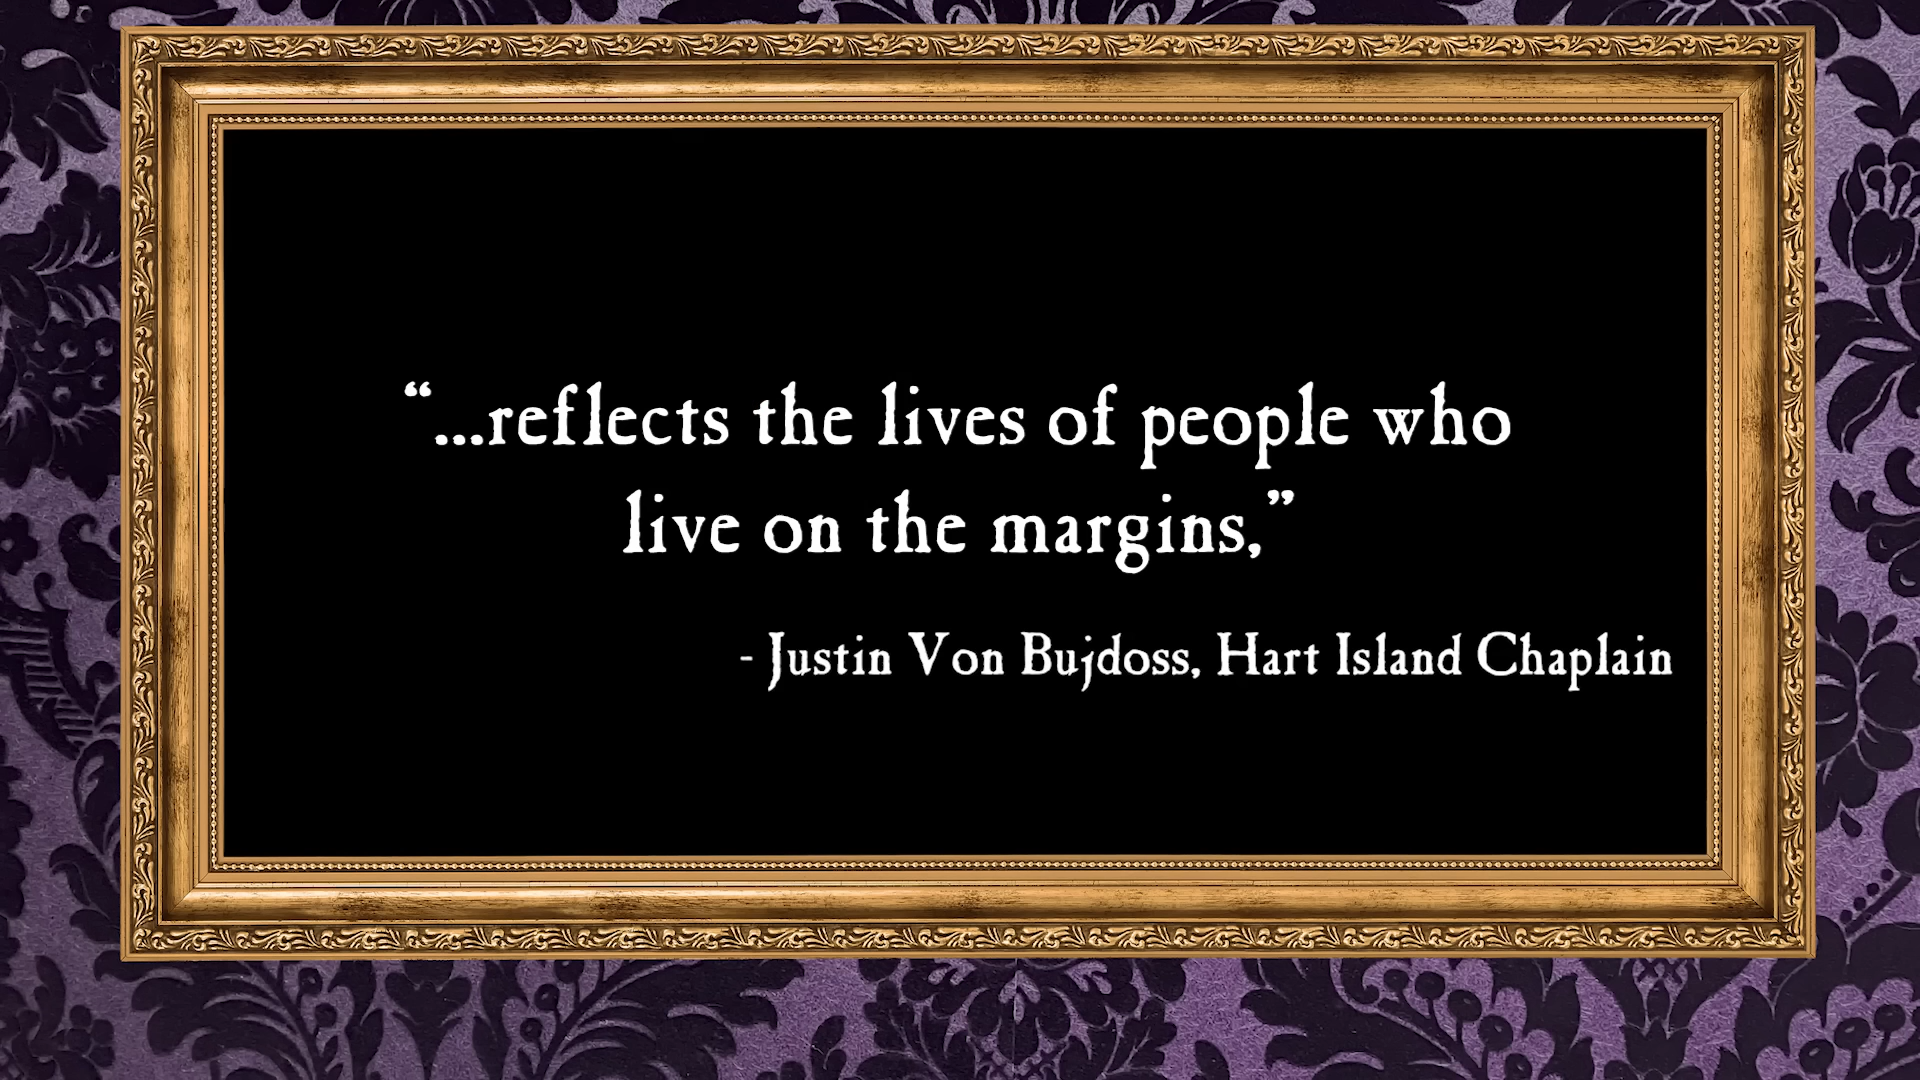 “...reflects the lives of people who
live on the margins,”
- Justin Von Bujdoss, Hart Island Chaplain